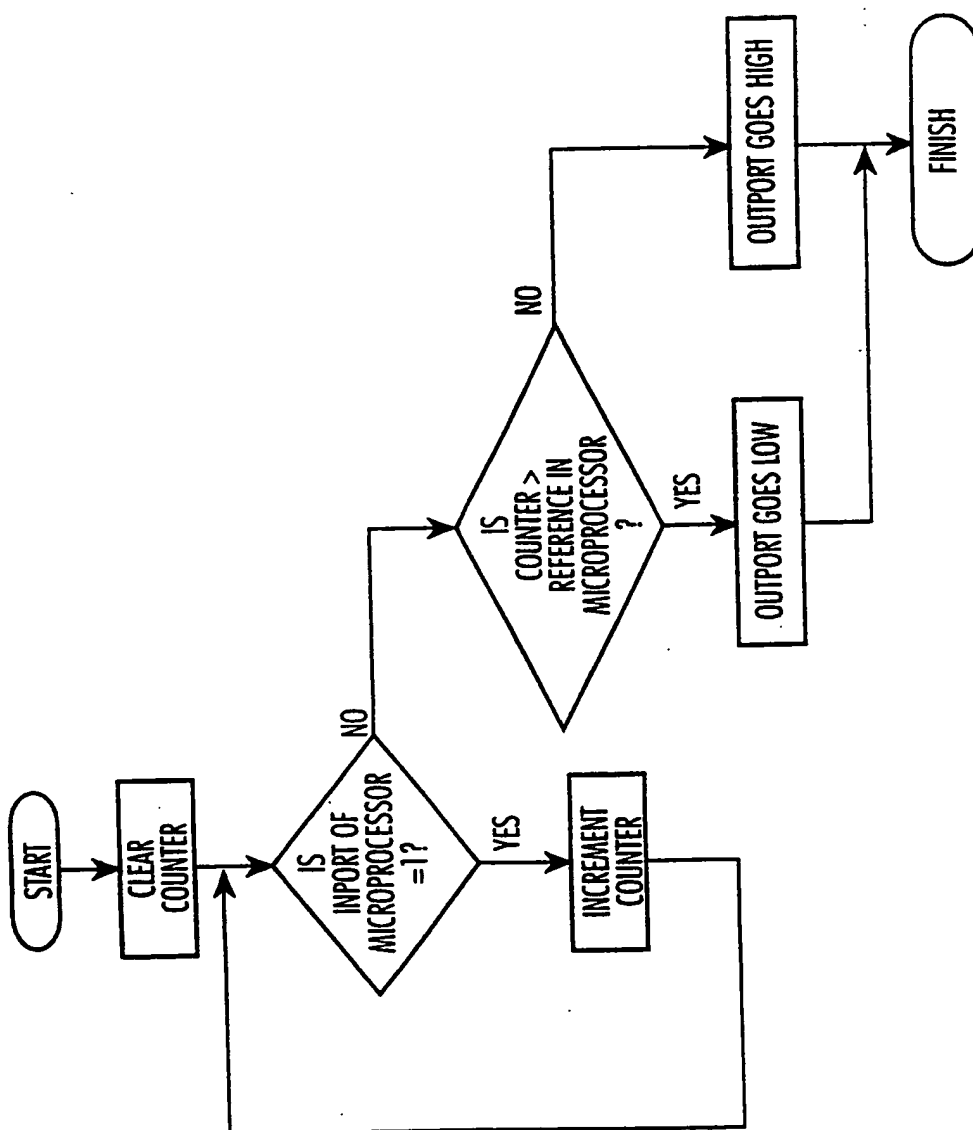 START
CLEAR
COUNTER
IS
INPORT OF
MICROPROCESSOR
=1?
NO
YES
INCREMENT
COUNTER
IS
COUNTER >
REFERENCE IN
MICROPROCESSOR
?
NO
YES
OUTPORT GOES LOW
OUTPORT GOES HIGH
FINISH